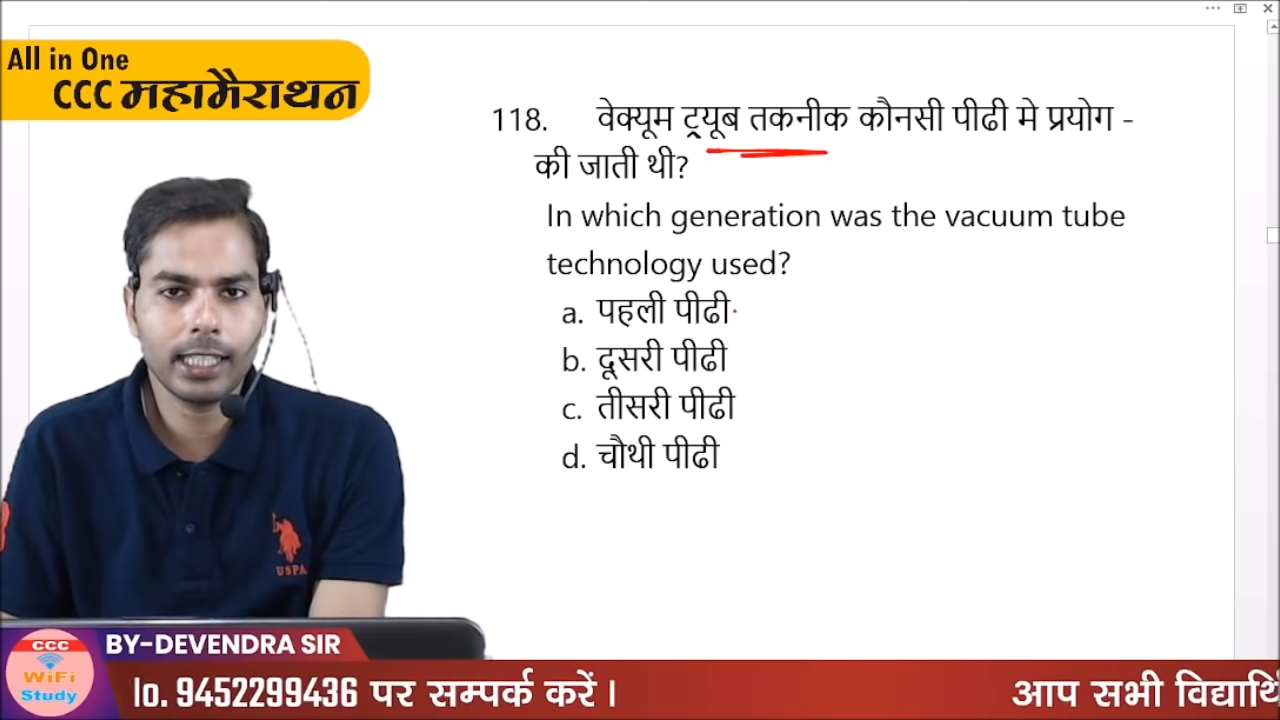 All in One
CCC महामैराथन
118. वेक्यूम ट्र्यूब तकनीक कौनसी पीढी मे प्रयोग -
की जाती थी?
In which generation was the vacuum tube
technology used?
a. पहली पीढी
b. दूसरी पीढी
c. तीसरी पीढी
d. चौथी पीढी
USPA
CCC
WiFi
Study
BY-DEVENDRA SIR
lo. 9452299436 पर सम्पर्क करें । आप सभी विद्यार्थि